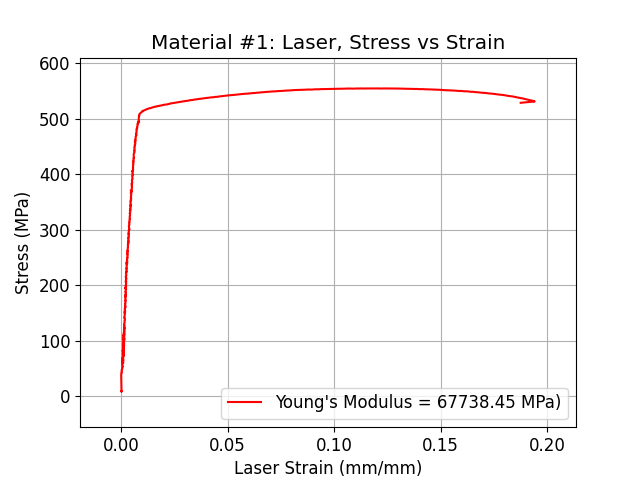 Material #1: Laser, Stress vs Strain
600
500
400
300
200
100
0
Stress (MPa)
Young's Modulus = 67738.45 MPa)
0.00 0.05 0.10 0.15 0.20
Laser Strain (mm/mm)